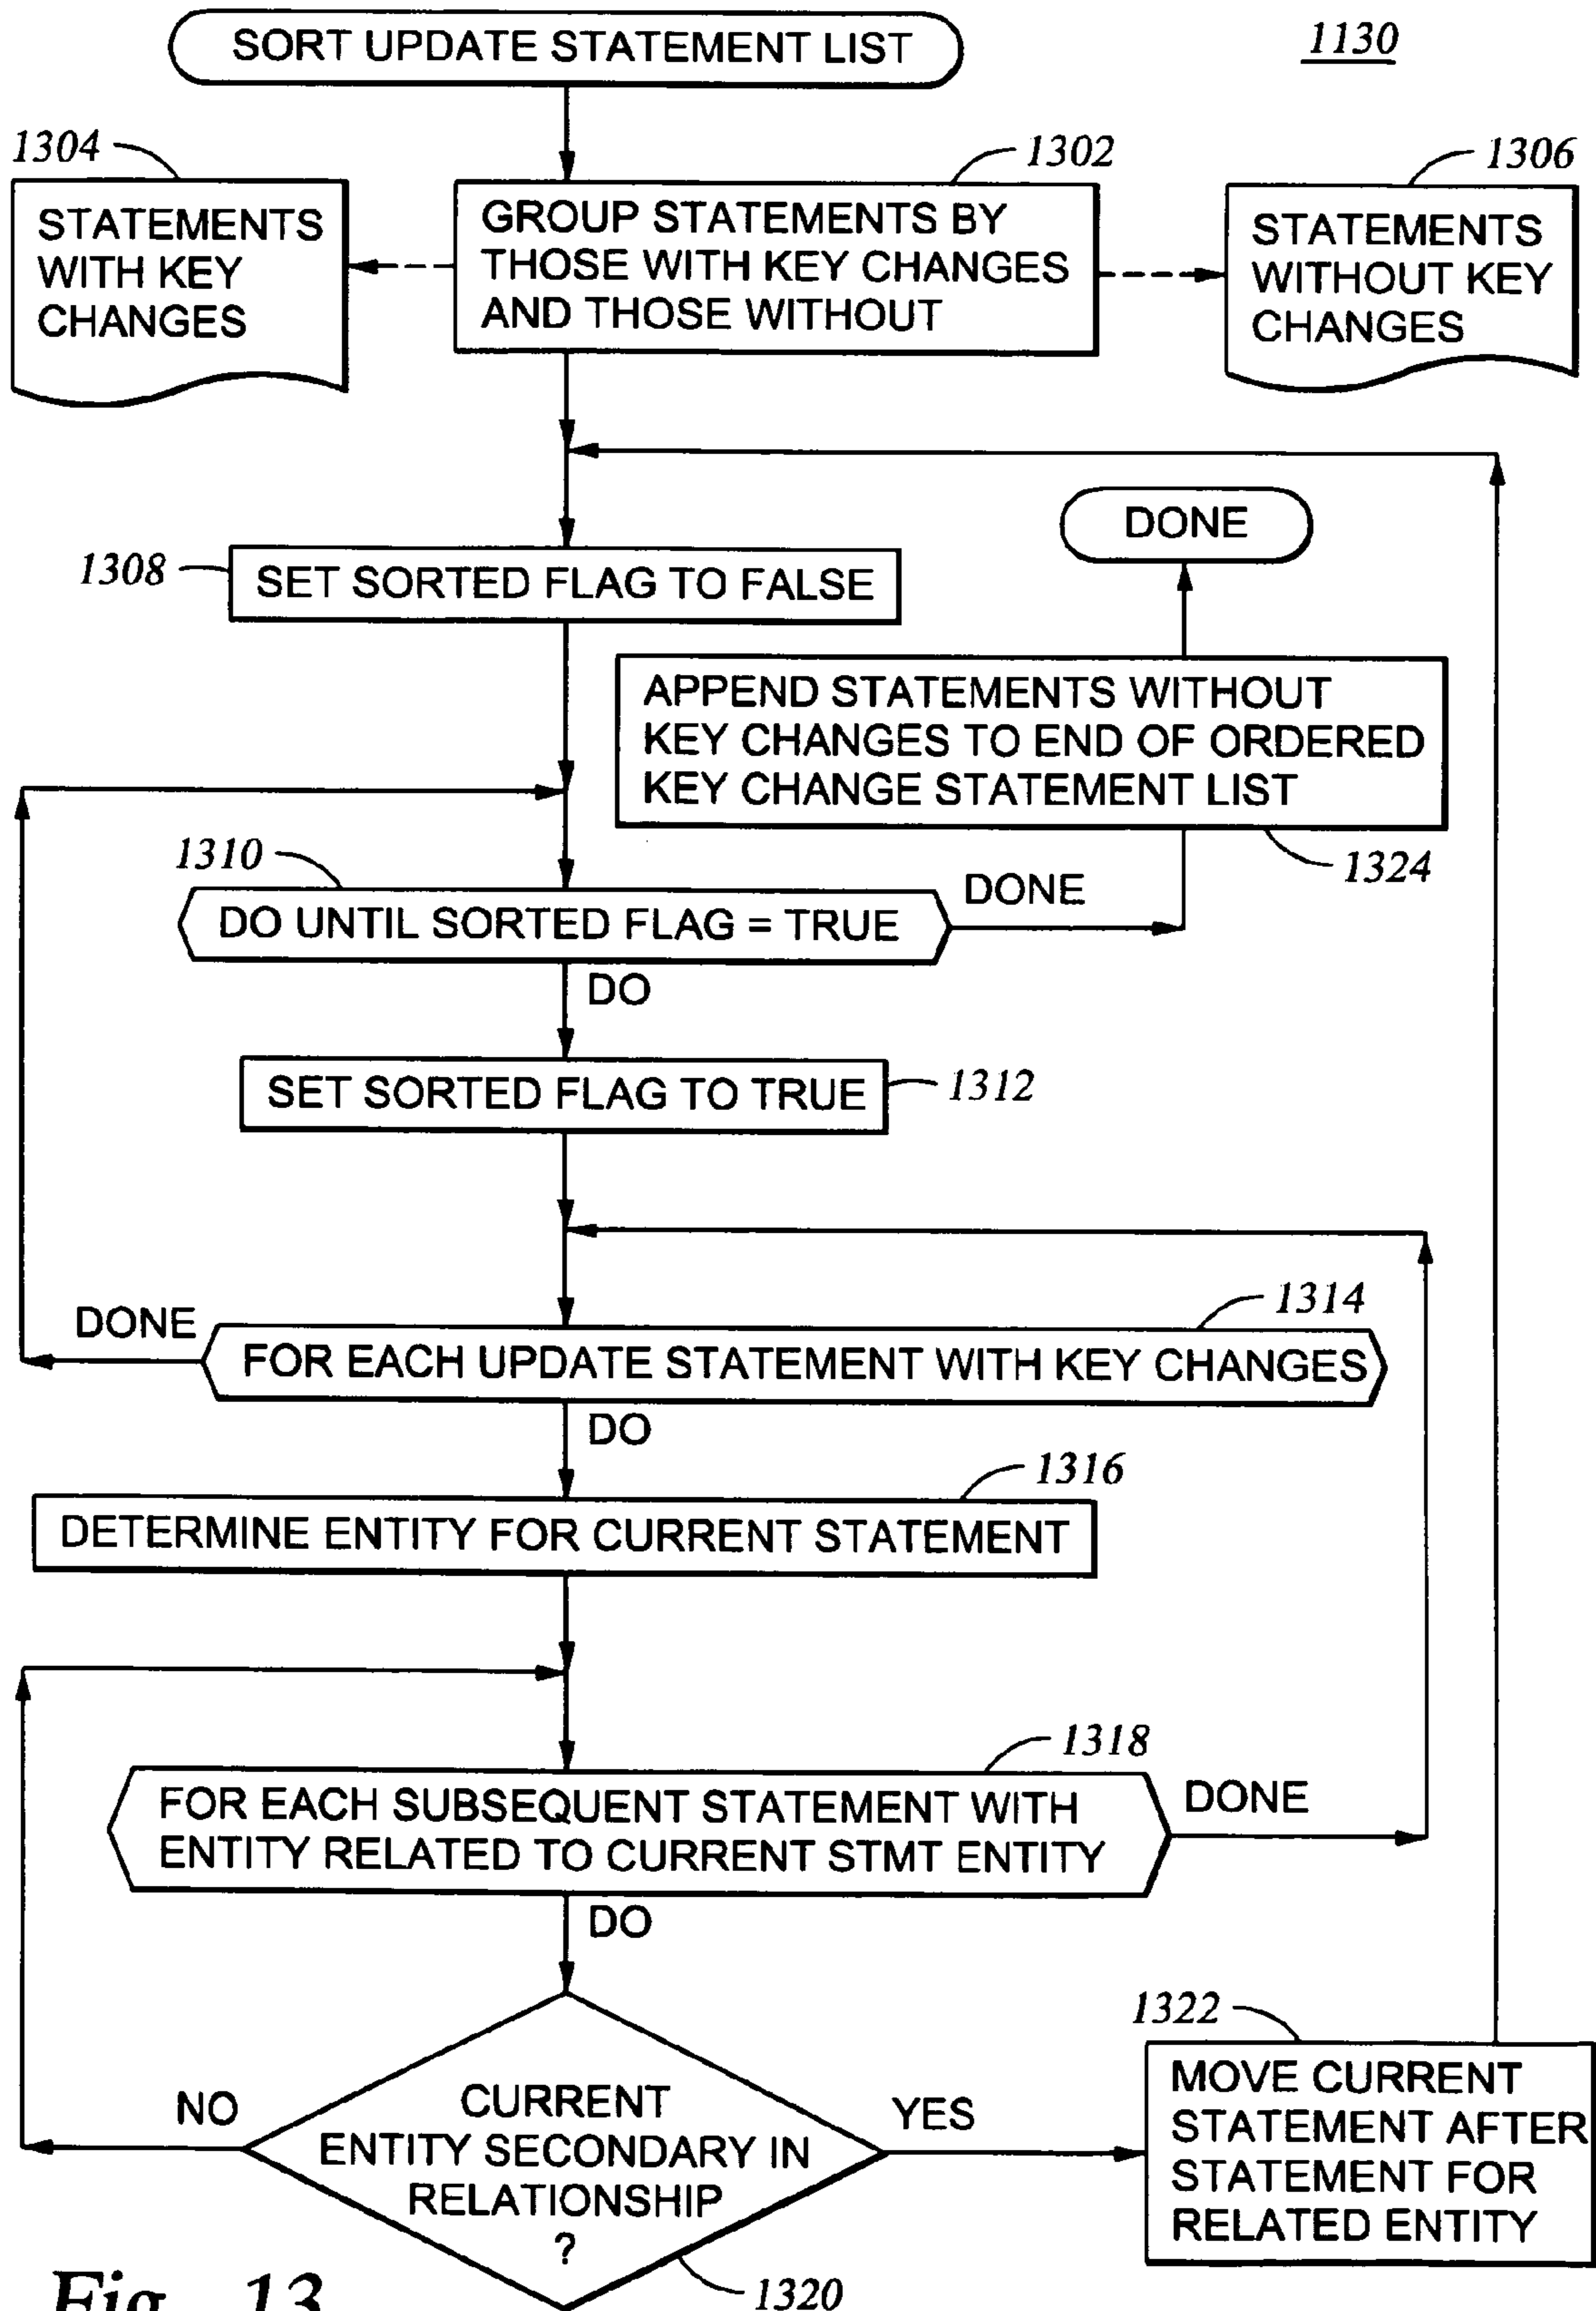 SORT UPDATE STATEMENT LIST
1130
1304
1302
1306
STATEMENTS
WITH KEY
CHANGES
GROUP STATEMENTS BY
THOSE WITH KEY CHANGES
AND THOSE WITHOUT
STATEMENTS
WITHOUT KEY
CHANGES
DONE
1308
SET SORTED FLAG TO FALSE
APPEND STATEMENTS WITHOUT
KEY CHANGES TO END OF ORDERED
KEY CHANGE STATEMENT LIST
1324
1310
DO UNTIL SORTED FLAG = TRUE
DONE
DO
SET SORTED FLAG TO TRUE
1312
1314
DONE
FOR EACH UPDATE STATEMENT WITH KEY CHANGES
DO
1316
DETERMINE ENTITY FOR CURRENT STATEMENT
1318
FOR EACH SUBSEQUENT STATEMENT WITH
ENTITY RELATED TO CURRENT STMT ENTITY
DONE
DO
1322
NO
CURRENT
ENTITY SECONDARY IN
RELATIONSHIP
?
YES
MOVE CURRENT
STATEMENT AFTER
STATEMENT FOR
RELATED ENTITY
1320
Fig. 13